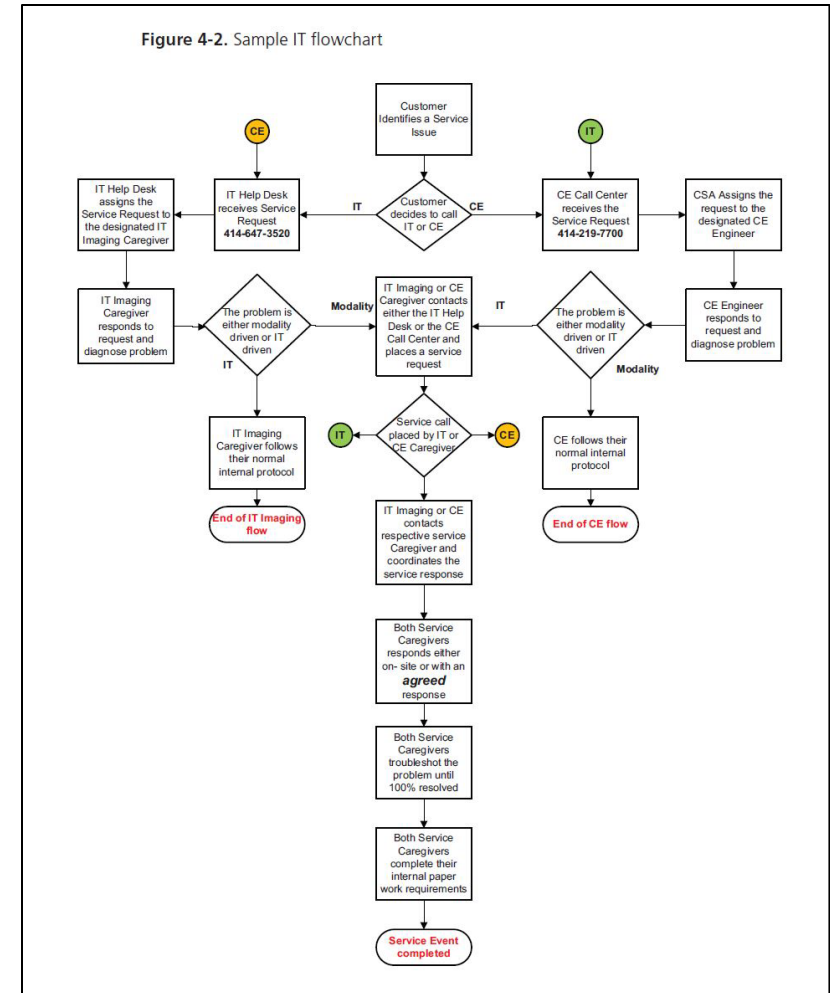 Figure 4-2. Sample IT flowchart
Customer
Identifies a Service
Issue
CE
IT
IT Help Desk
assigns the
Service Request to
the designated IT
Imaging Caregiver
IT Help Desk
receives Service
Request
414-647-3520
IT
Customer
decides to call
IT or CE
CE
CE Call Center
receives the
Service Request
414-219-7700
CSA Assigns the
request to the
designated CE
Engineer
IT Imaging
Caregiver
responds to
request and
diagnose problem
The problem is
either modality
driven or IT
driven
Modality
IT
IT Imaging or CE
Caregiver contacts
either the IT Help
Desk or the CE
Call Center and
places a service
request
IT
The problem is
either modality
driven or IT
driven
Modality
CE Engineer
responds to
request and
diagnose problem
IT Imaging
Caregiver follows
their normal
internal protocol
IT
Service call
placed by IT or
CE Caregiver
CE
CE follows their
normal internal
protocol
End of IT Imaging
flow
IT Imaging or CE
contacts
respective service
Caregiver and
coordinates the
service response
End of CE flow
Both Service
Caregivers
responds either
on- site or with an
agreed
response
Both Service
Caregivers
troubleshot the
problem until
100% resolved
Both Service
Caregivers
complete their
internal paper
work requirements
Service Event
completed